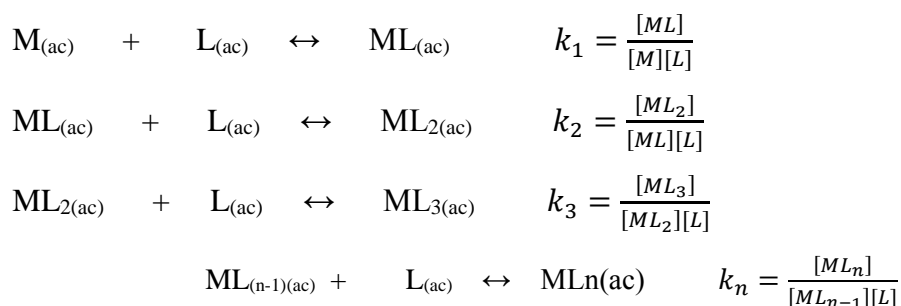 M(ac) + L(ac) ↔ ML(ac) k₁ = [ML]/[M][L]
ML(ac) + L(ac) ↔ ML2(ac) k₂ = [ML₂]/[ML][L]
ML2(ac) + L(ac) ↔ ML3(ac) k₃ = [ML₃]/[ML₂][L]
ML(n-1)(ac) + L(ac) ↔ MLn(ac) kₙ = [MLₙ]/[MLₙ₋₁][L]